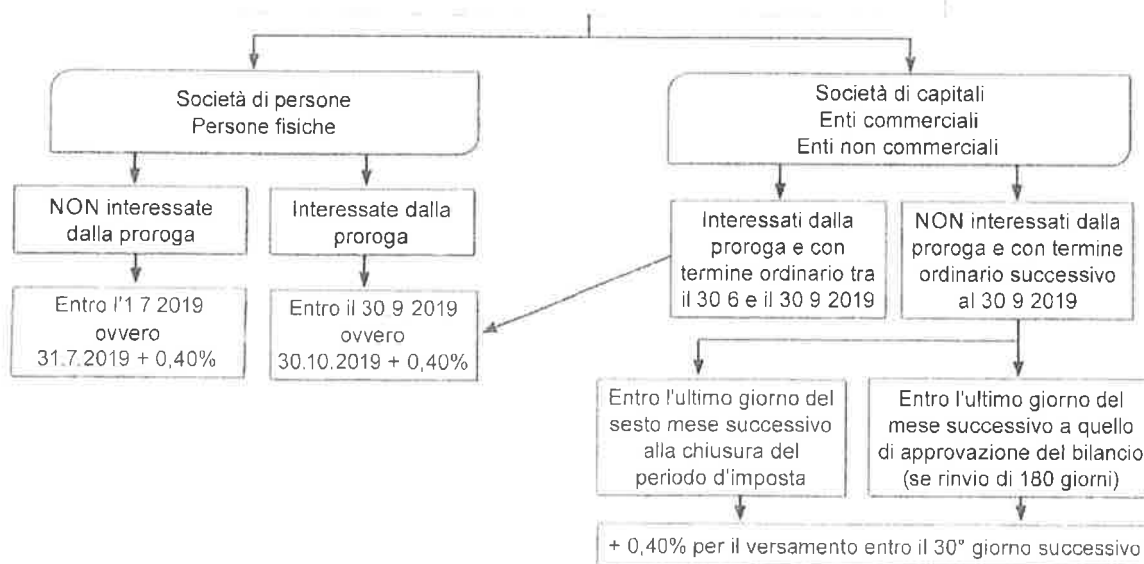 Società di persone
Persone fisiche
Società di capitali
Enti commerciali
Enti non commerciali
NON interessate
dalla proroga
Interessate dalla
proroga
Interessati dalla
proroga e con
termine ordinario tra
il 30 6 e il 30 9 2019
NON interessati dalla
proroga e con termine
ordinario successivo
al 30 9 2019
Entro l'1 7 2019
ovvero
31.7.2019 + 0,40%
Entro il 30 9 2019
ovvero
30.10.2019 + 0,40%
Entro l'ultimo giorno del
sesto mese successivo
alla chiusura del
periodo d'imposta
Entro l'ultimo giorno del
mese successivo a quello
di approvazione del bilancio
(se rinvio di 180 giorni)
+ 0,40% per il versamento entro il 30° giorno successivo